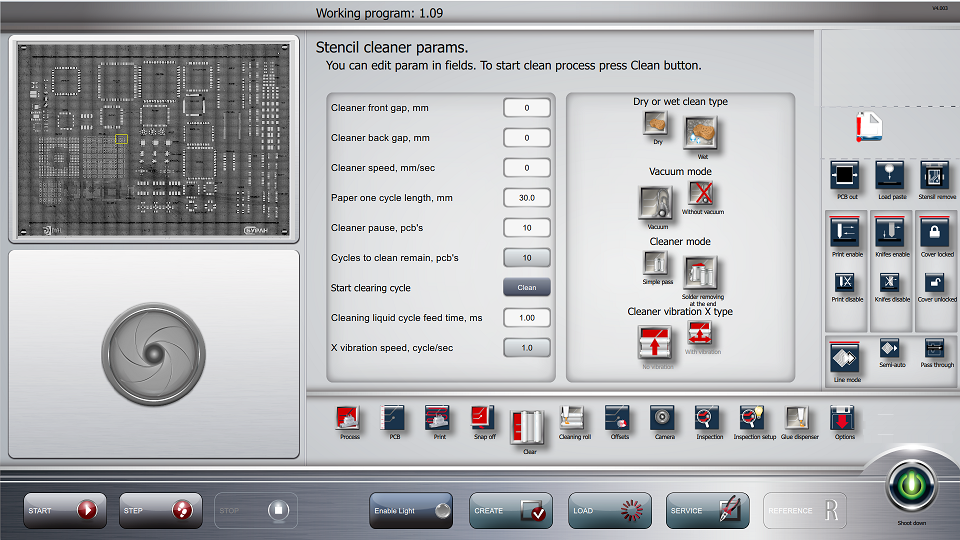 Working program: 1.09
V4.003
Stencil cleaner params.
You can edit param in fields. To start clean process press Clean button.
Cleaner front gap, mm
0
Cleaner back gap, mm
0
Cleaner speed, mm/sec
0
Paper one cycle length, mm
30.0
Cleaner pause, pcb's
10
Cycles to clean remain, pcb's
10
Start clearing cycle
Clean
Cleaning liquid cycle feed time, ms
1.00
X vibration speed, cycle/sec
1.0
Dry or wet clean type
Dry
Wet
Vacuum mode
Vacuum
Without vacuum
Cleaner mode
Simple pass
Solder removing
at the end
Cleaner vibration X type
No vibration
With vibration
PCB out
Load paste
Stensil remove
Print enable
Knifes enable
Cover locked
Print disable
Knifes disable
Cover unlocked
Line mode
Semi-auto
Pass through
БУРАН
Process
PCB
Print
Snap off
Clear
Cleaning roll
Offsets
Camera
Inspection
Inspection setup
Glue dispenser
Options
START
STEP
STOP
Enable Light
CREATE
LOAD
SERVICE
REFERENCE
R
Shoot down